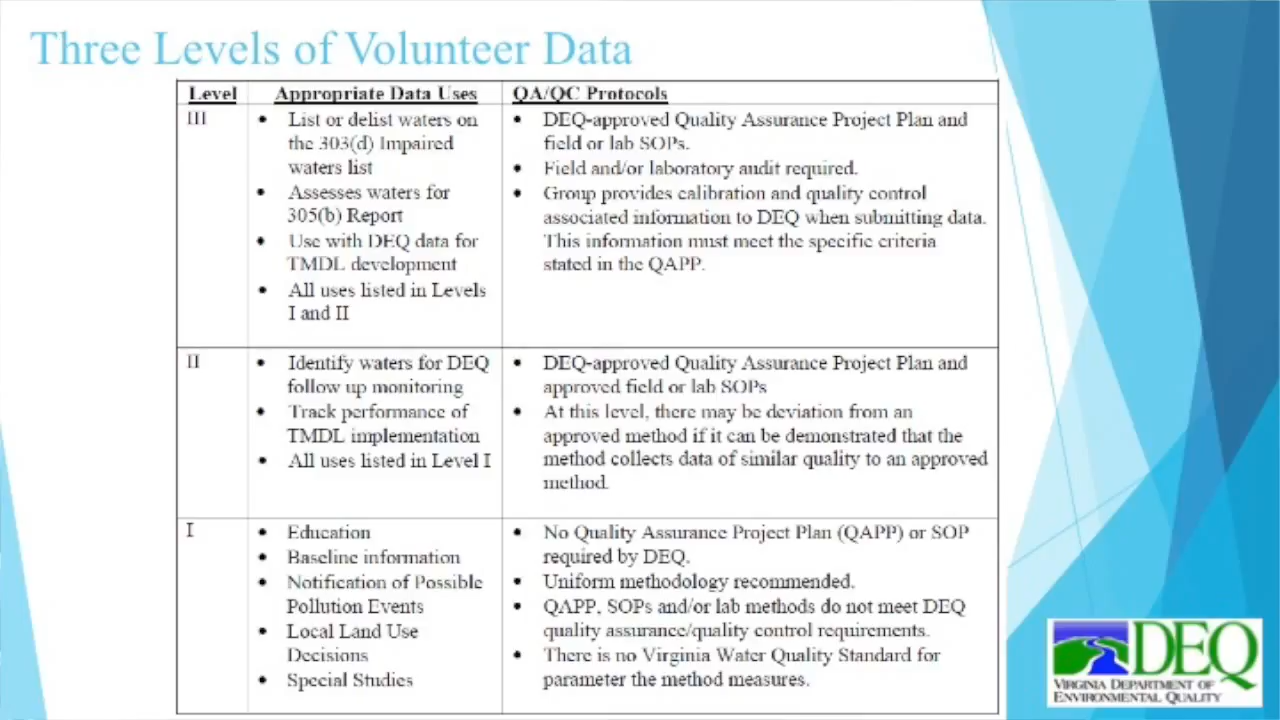 Three Levels of Volunteer Data
Level Appropriate Data Uses QA/QC Protocols
III
• List or delist waters on
the 303(d) Impaired
waters list
• Assesses waters for
305(b) Report
• Use with DEQ data for
TMDL development
• All uses listed in Levels
I and II
• DEQ-approved Quality Assurance Project Plan and
field or lab SOPs.
• Field and/or laboratory audit required.
• Group provides calibration and quality control
associated information to DEQ when submitting data.
This information must meet the specific criteria
stated in the QAPP.
II
• Identify waters for DEQ
follow up monitoring
• Track performance of
TMDL implementation
• All uses listed in Level I
• DEQ-approved Quality Assurance Project Plan and
approved field or lab SOPs
• At this level, there may be deviation from an
approved method if it can be demonstrated that the
method collects data of similar quality to an approved
method.
I
• Education
• Baseline information
• Notification of Possible
Pollution Events
• Local Land Use
Decisions
• Special Studies
• No Quality Assurance Project Plan (QAPP) or SOP
required by DEQ.
• Uniform methodology recommended.
• QAPP, SOPs and/or lab methods do not meet DEQ
quality assurance/quality control requirements.
• There is no Virginia Water Quality Standard for
parameter the method measures.
DEQ
VIRGINIA DEPARTMENT OF
ENVIRONMENTAL QUALITY